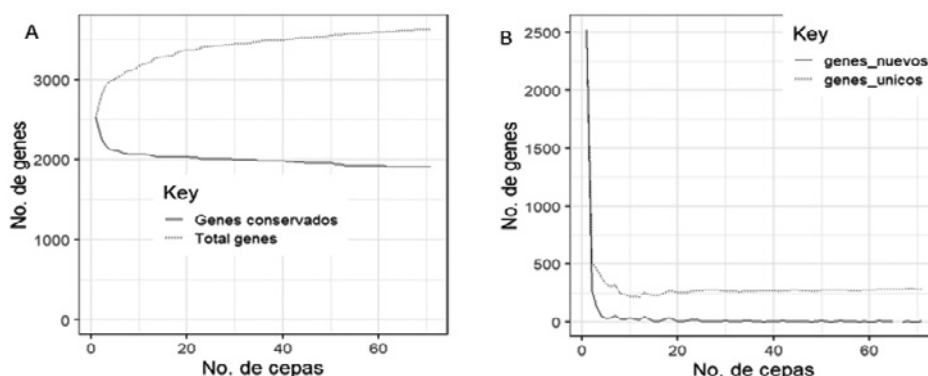 A
No. de genes
3000
2000
1000
0
Key
Genes conservados
Total genes
0
20
40
60
No. de cepas
B
No. de genes
2500
2000
1500
1000
500
0
Key
genes_nuevos
genes_unicos
0
20
40
60
No. de cepas